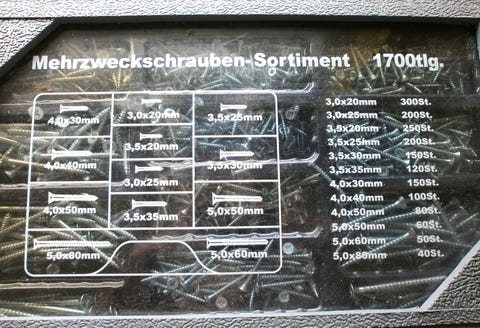 Mehrzweckschrauben-Sortiment 1700tlg.
4,0x30mm
3,0x20mm
3,5x25mm
3,5x20mm
4,0x40mm
3,5x30mm
3,0x25mm
4,0x50mm
3,5x35mm
5,0x50mm
5,0x80mm
5,0x60mm
3,0x20mm 300St.
3,0x25mm 200St.
3,5x20mm 250St.
3,5x25mm 200St.
3,5x30mm 150St.
3,5x35mm 120St.
4,0x30mm 150St.
4,0x40mm 100St.
4,0x50mm 80St.
5,0x50mm 60St.
5,0x60mm 50St.
5,0x80mm 40St.